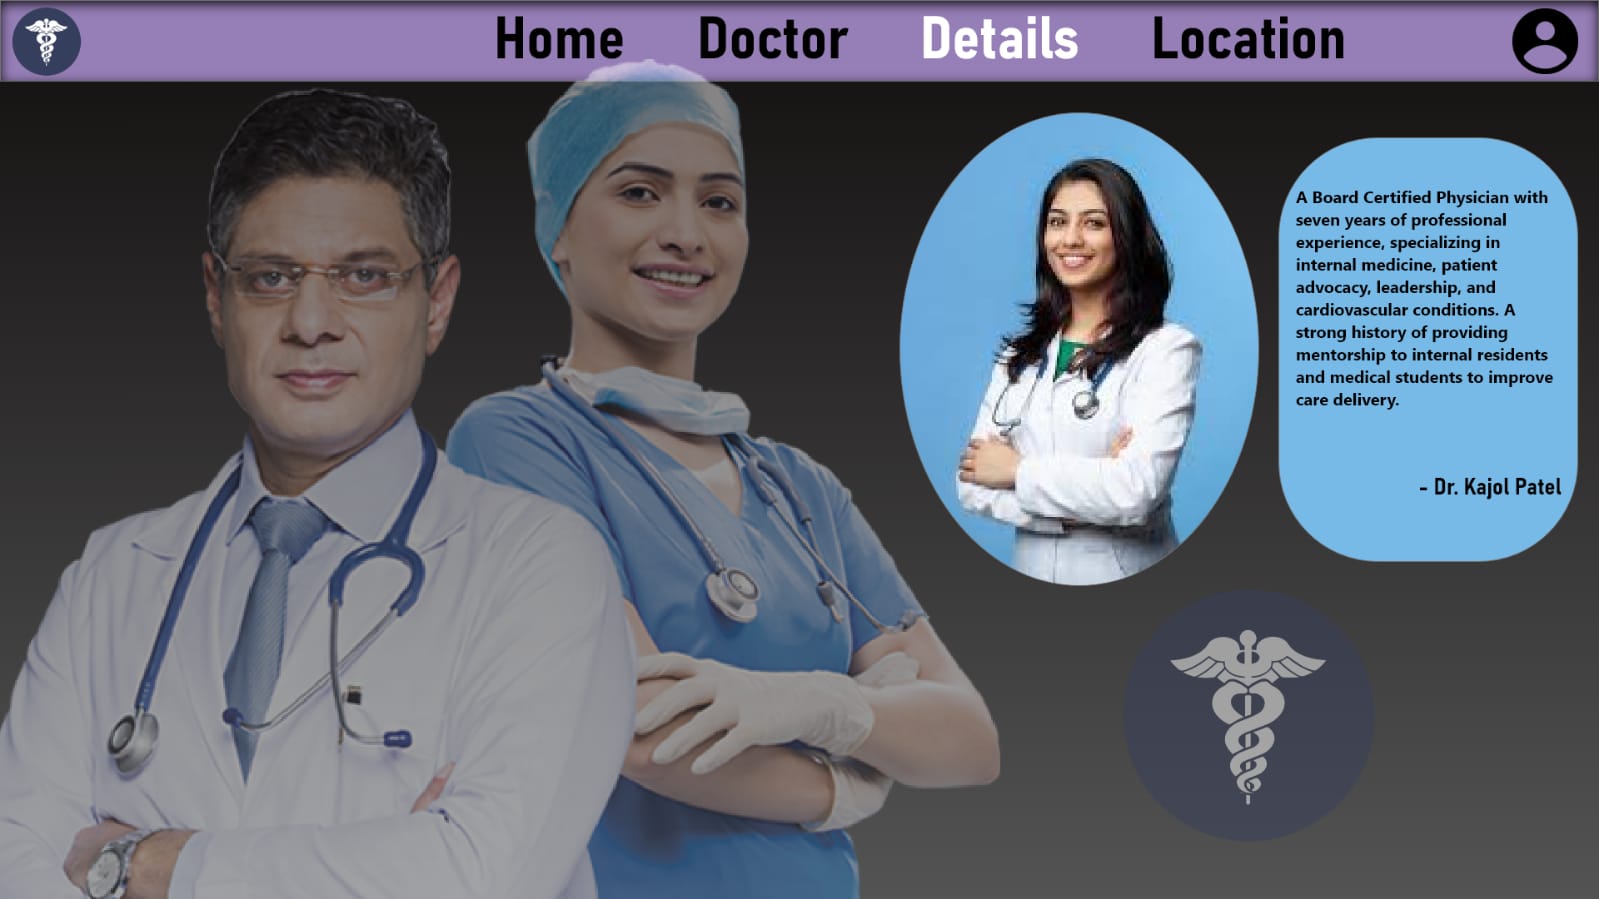 Home Doctor Details Location
A Board Certified Physician with
seven years of professional
experience, specializing in
internal medicine, patient
advocacy, leadership, and
cardiovascular conditions. A
strong history of providing
mentorship to internal residents
and medical students to improve
care delivery.
- Dr. Kajol Patel